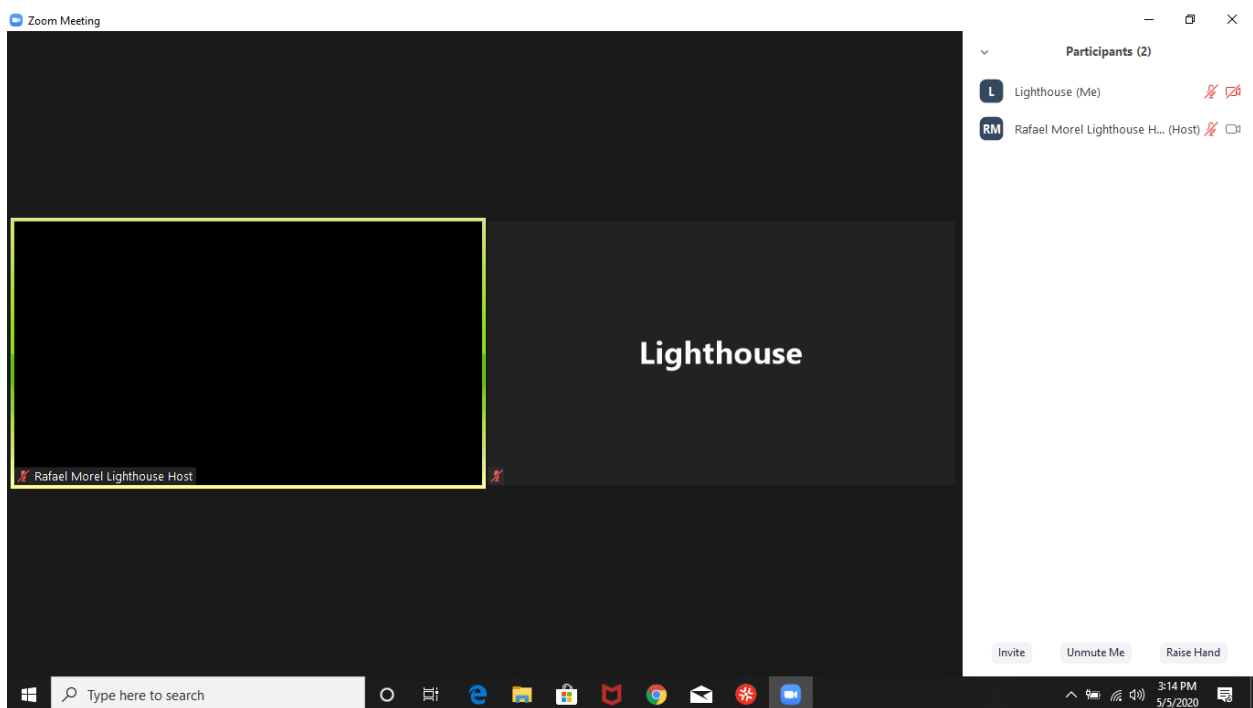 Zoom Meeting
Participants (2)
L Lighthouse (Me)
RM Rafael Morel Lighthouse H... (Host)
Lighthouse
Rafael Morel Lighthouse Host
Invite Unmute Me Raise Hand
Type here to search
3:14 PM
5/5/2020